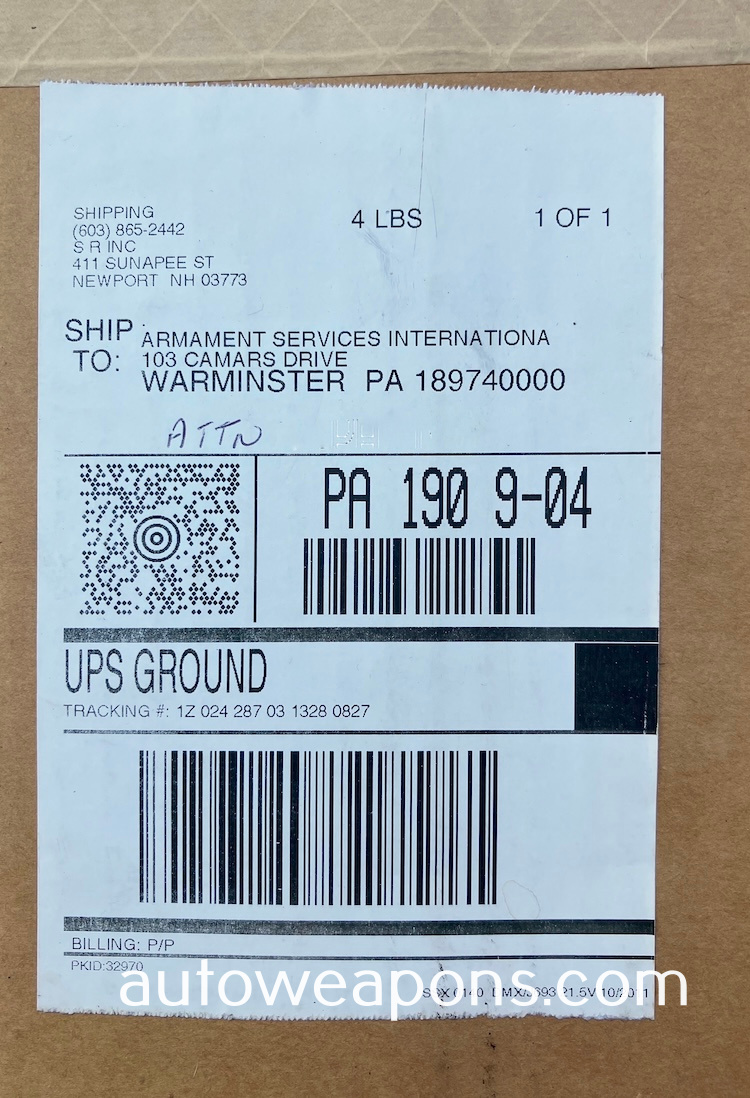 SHIPPING
(603) 865-2442
S R INC
411 SUNAPEE ST
NEWPORT NH 03773
4 LBS
1 OF 1
SHIP TO:
ARMAMENT SERVICES INTERNATIONA
103 CAMARS DRIVE
WARMINSTER PA 189740000
ATTN
PA 190 9-04
UPS GROUND
TRACKING #: 1Z 024 287 03 1328 0827
BILLING: P/P
PKID:32970
autoweapons.com